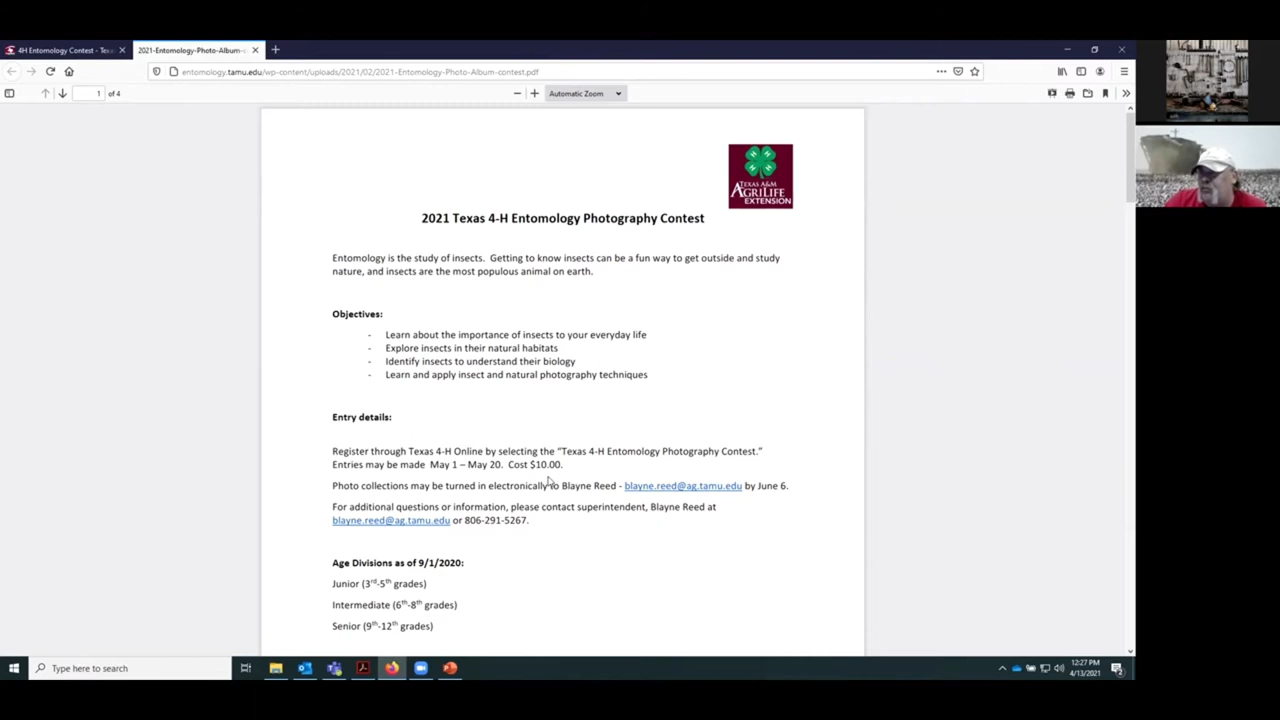 4H Entomology Contest - Tex
2021-Entomology-Photo-Album-
entomology.tamu.edu/wp-content/uploads/2021/02/2021-Entomology-Photo-Album-contest.pdf
1 of 4
Automatic Zoom
TEXAS A&M
AGRILIFE
EXTENSION
2021 Texas 4-H Entomology Photography Contest
Entomology is the study of insects. Getting to know insects can be a fun way to get outside and study
nature, and insects are the most populous animal on earth.
Objectives:
- Learn about the importance of insects to your everyday life
- Explore insects in their natural habitats
- Identify insects to understand their biology
- Learn and apply insect and natural photography techniques
Entry details:
Register through Texas 4-H Online by selecting the “Texas 4-H Entomology Photography Contest.”
Entries may be made May 1 – May 20. Cost $10.00.
Photo collections may be turned in electronically to Blayne Reed - blayne.reed@ag.tamu.edu by June 6.
For additional questions or information, please contact superintendent, Blayne Reed at
blayne.reed@ag.tamu.edu or 806-291-5267.
Age Divisions as of 9/1/2020:
Junior (3rd-5th grades)
Intermediate (6th-8th grades)
Senior (9th-12th grades)
Type here to search
12:27 PM
4/13/2021